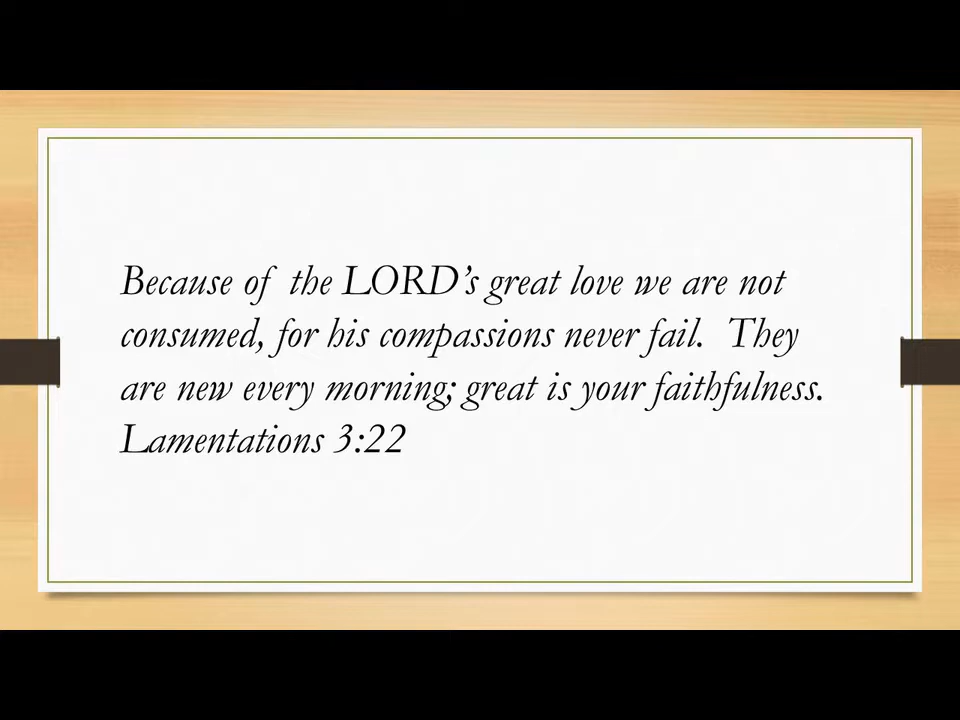 Because of the LORD’s great love we are not
consumed, for his compassions never fail. They
are new every morning; great is your faithfulness.
Lamentations 3:22